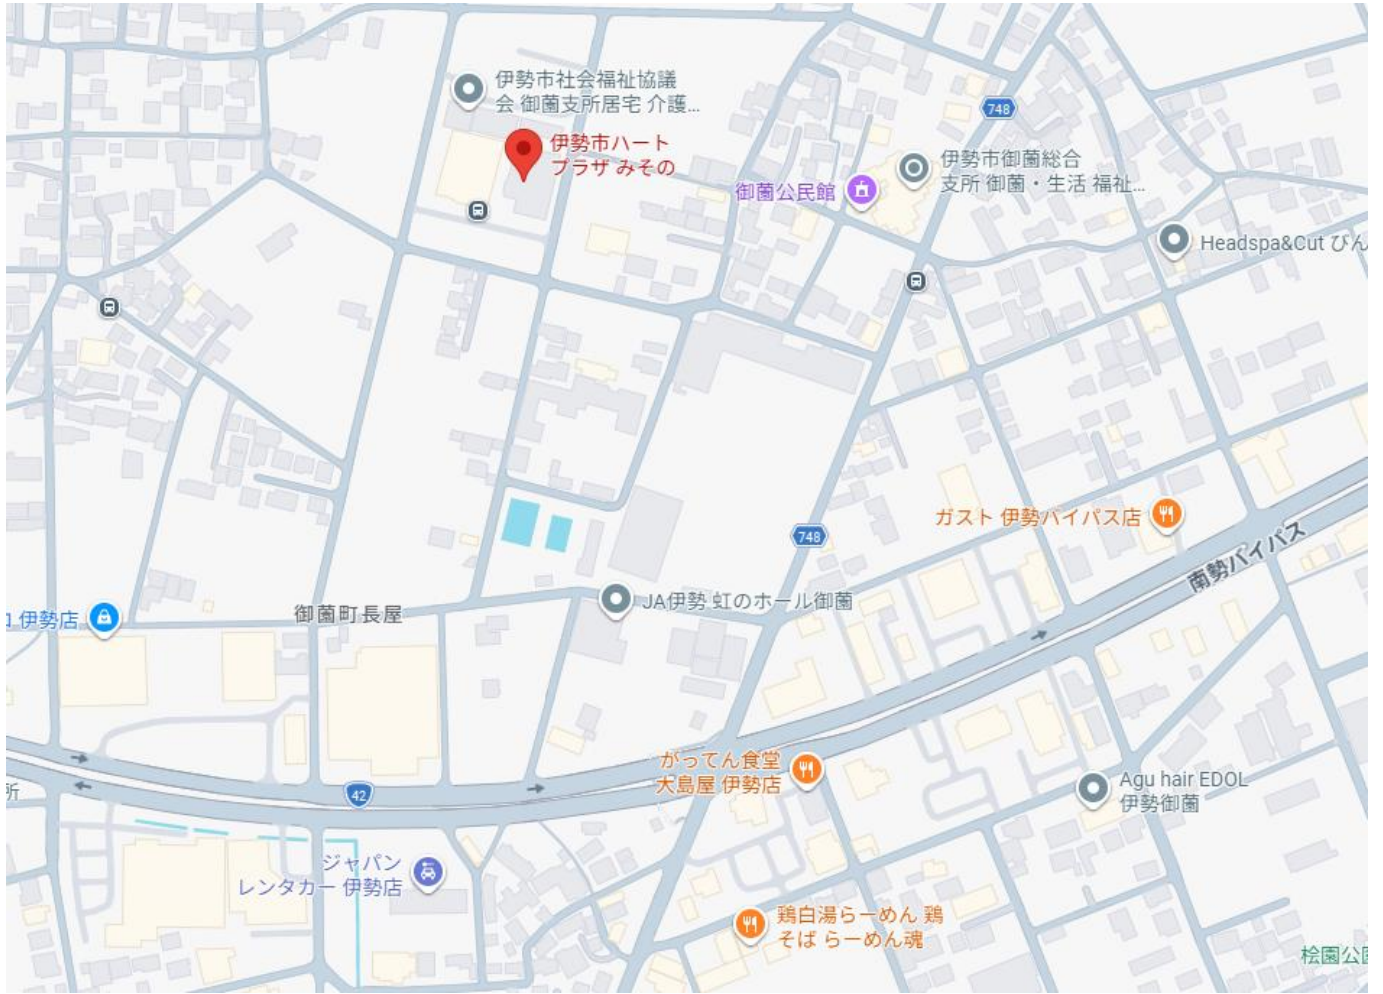 伊勢市社会福祉協議
会 御薗支所居宅 介護...
伊勢市ハート
プラザ みその
748
伊勢市御薗総合
支所 御薗・生活 福祉...
御薗公民館
Headspa&Cut びん
ガスト 伊勢バイパス店
748
南勢バイパス
JA伊勢 虹のホール御薗
御薗町長屋
伊勢店
がってん食堂
大島屋 伊勢店
42
所
Agu hair EDOL
伊勢御薗
ジャパン
レンタカー 伊勢店
鶏白湯らーめん 鶏
そば らーめん魂
桧園公園